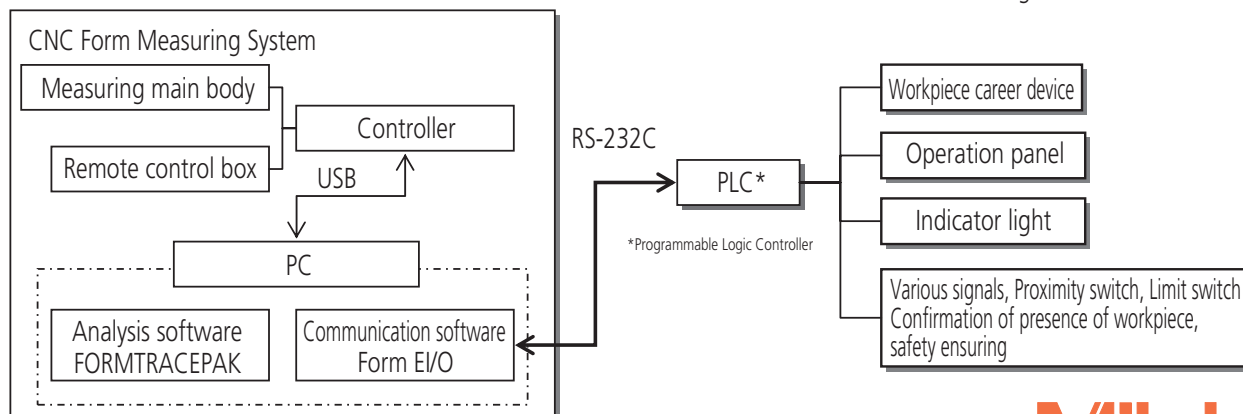 CNC Form Measuring System
Measuring main body
Remote control box
Controller
USB
PC
Analysis software
FORMTRACEPAK
Communication software
Form EI/O
RS-232C
PLC*
*Programmable Logic Controller
Workpiece career device
Operation panel
Indicator light
Various signals, Proximity switch, Limit switch
Confirmation of presence of workpiece,
safety ensuring